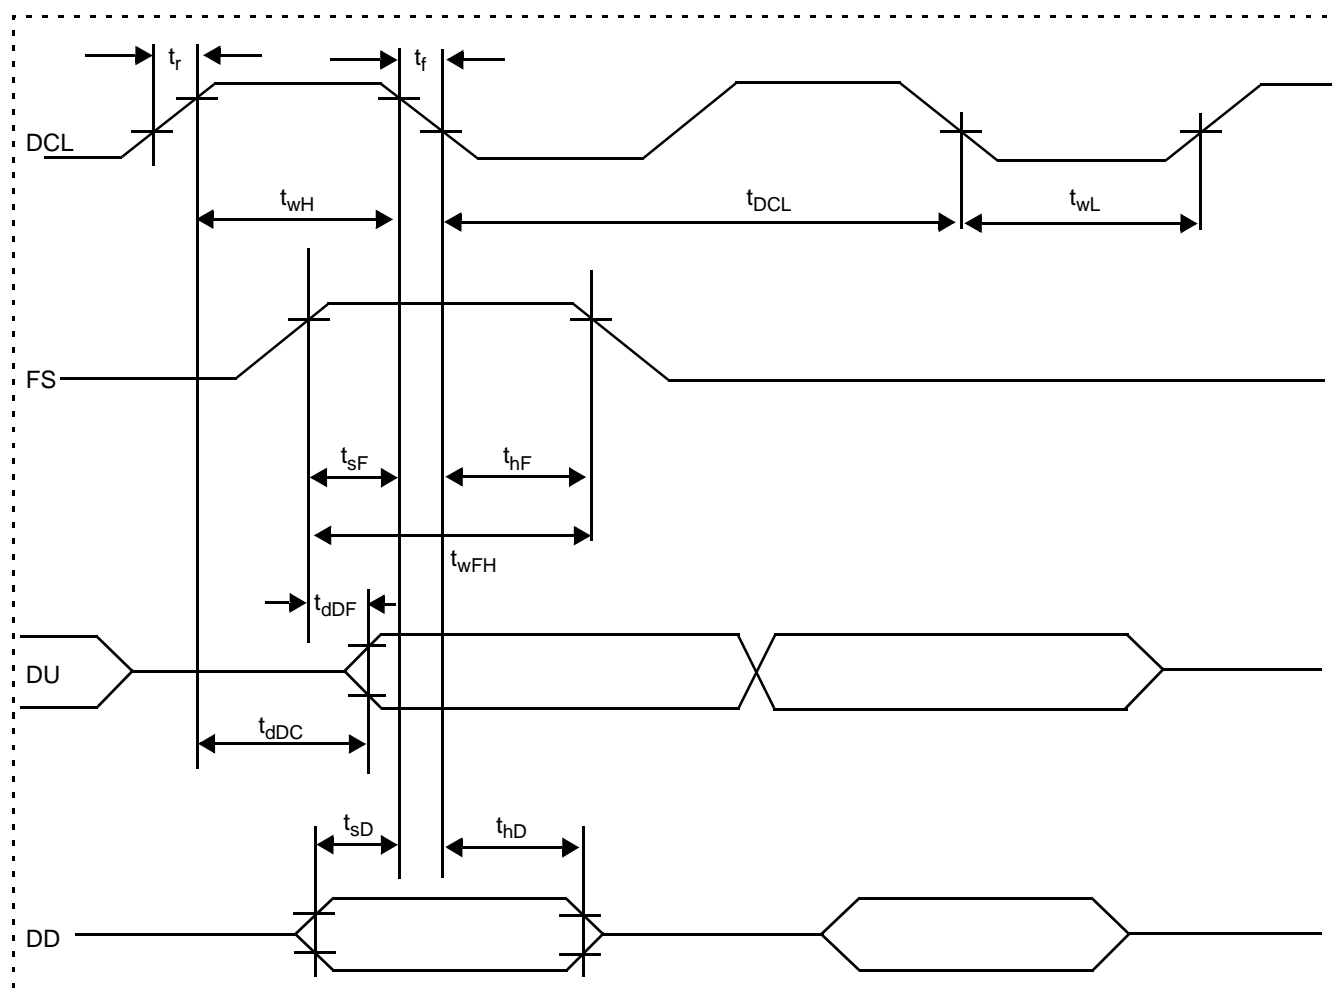 tr
tf
DCL
twH
tDCL
twL
FS
tsF
thF
twFH
tdDF
DU
tdDC
tsD
thD
DD